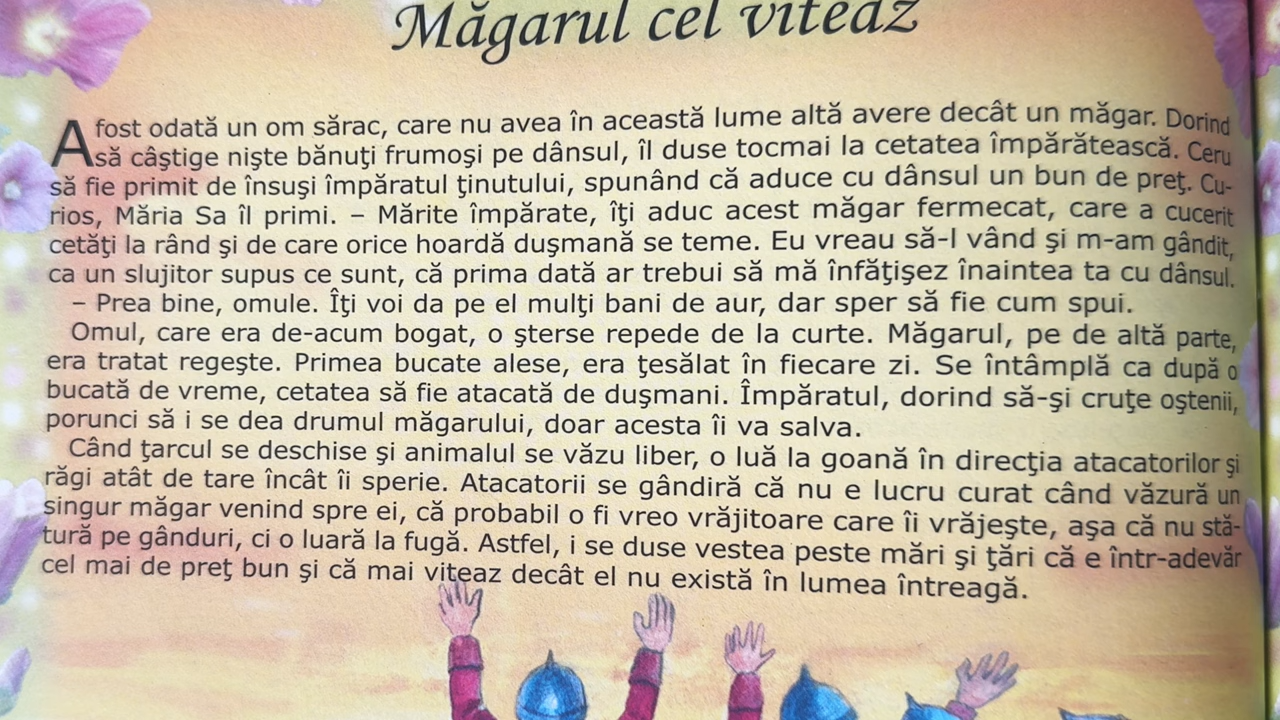 Măgarul cel viteaz
A fost odată un om sărac, care nu avea în această lume altă avere decât un măgar. Dorind
să câştige nişte bănuţi frumoşi pe dânsul, îl duse tocmai la cetatea împărătească. Ceru
să fie primit de însuşi împăratul ţinutului, spunând că aduce cu dânsul un bun de preţ. Cu-
rios, Măria Sa îl primi. – Mărite împărate, îţi aduc acest măgar fermecat, care a cucerit
cetăţi la rând şi de care orice hoardă duşmană se teme. Eu vreau să-l vând şi m-am gândit,
ca un slujitor supus ce sunt, că prima dată ar trebui să mă înfăţişez înaintea ta cu dânsul.
– Prea bine, omule. Îţi voi da pe el mulţi bani de aur, dar sper să fie cum spui.
Omul, care era de-acum bogat, o şterse repede de la curte. Măgarul, pe de altă parte,
era tratat regeşte. Primea bucate alese, era ţesălat în fiecare zi. Se întâmplă ca după o
bucată de vreme, cetatea să fie atacată de duşmani. Împăratul, dorind să-şi cruţe oştenii,
porunci să i se dea drumul măgarului, doar acesta îi va salva.
Când ţarcul se deschise şi animalul se văzu liber, o luă la goană în direcţia atacatorilor şi
răgi atât de tare încât îi sperie. Atacatorii se gândiră că nu e lucru curat când văzură un
singur măgar venind spre ei, că probabil o fi vreo vrăjitoare care îi vrăjeşte, aşa că nu stă-
tură pe gânduri, ci o luară la fugă. Astfel, i se duse vestea peste mări şi ţări că e într-adevăr
cel mai de preţ bun şi că mai viteaz decât el nu există în lumea întreagă.